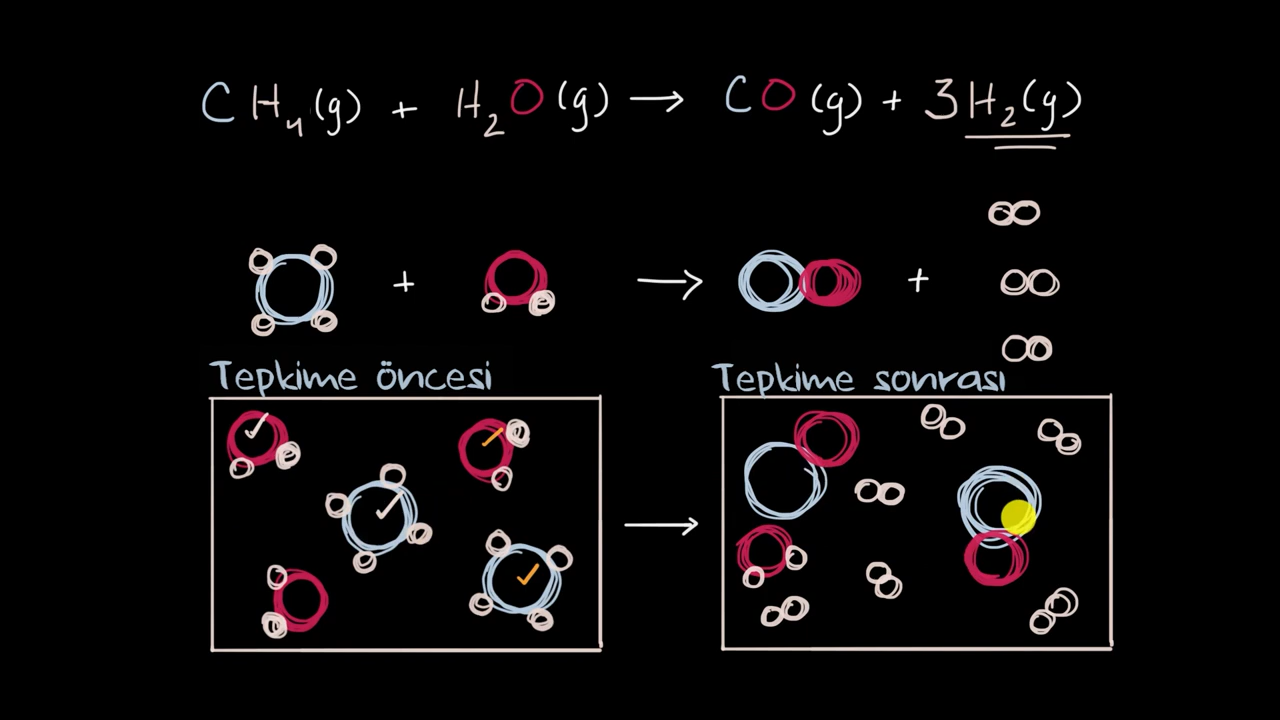 CH₄(g) + H₂O(g) → CO(g) + 3H₂(g)
+ → +
Tepkime öncesi
Tepkime sonrası